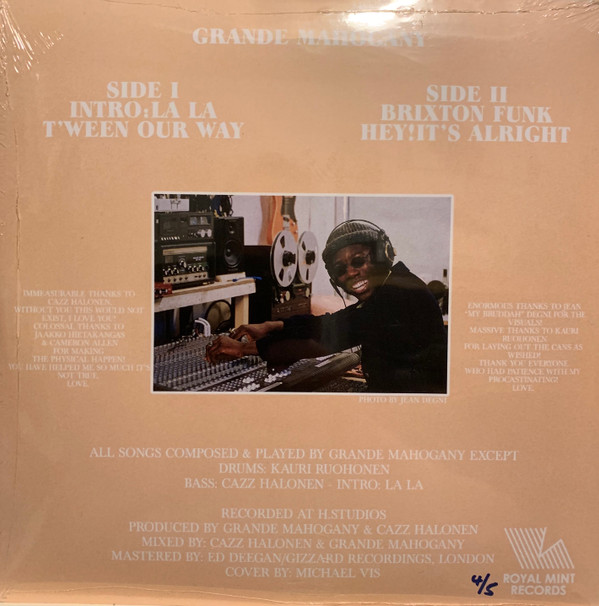 GRANDE MAHOGANY
SIDE I
INTRO:LA LA
T'WEEN OUR WAY
SIDE II
BRIXTON FUNK
HEY!IT'S ALRIGHT
IMMEASURABLE THANKS TO
CAZZ HALONEN.
WITHOUT YOU THIS WOULD NOT
EXIST, I LOVE YOU!
COLOSSAL THANKS TO
JAAKKO HIETAKANGAS
& CAMERON ALLEN
FOR MAKING
THE PHYSICAL HAPPEN!
YOU HAVE HELPED ME SO MUCH IT'S
NOT TRUE.
LOVE.
ENORMOUS THANKS TO JEAN
"MY BRUDDAH" DEGNI FOR THE
VISUALS!
MASSIVE THANKS TO KAURI
RUOHONEN
FOR LAYING OUT THE CANS AS
WISHED!
THANK YOU EVERYONE
WHO HAD PATIENCE WITH MY
PROCASTINATING!
LOVE.
PHOTO BY JEAN DEGNI
ALL SONGS COMPOSED & PLAYED BY GRANDE MAHOGANY EXCEPT
DRUMS: KAURI RUOHONEN
BASS: CAZZ HALONEN - INTRO: LA LA
RECORDED AT H.STUDIOS
PRODUCED BY GRANDE MAHOGANY & CAZZ HALONEN
MIXED BY: CAZZ HALONEN & GRANDE MAHOGANY
MASTERED BY: ED DEEGAN/GIZZARD RECORDINGS, LONDON
COVER BY: MICHAEL VIS
4/5
ROYAL MINT
RECORDS